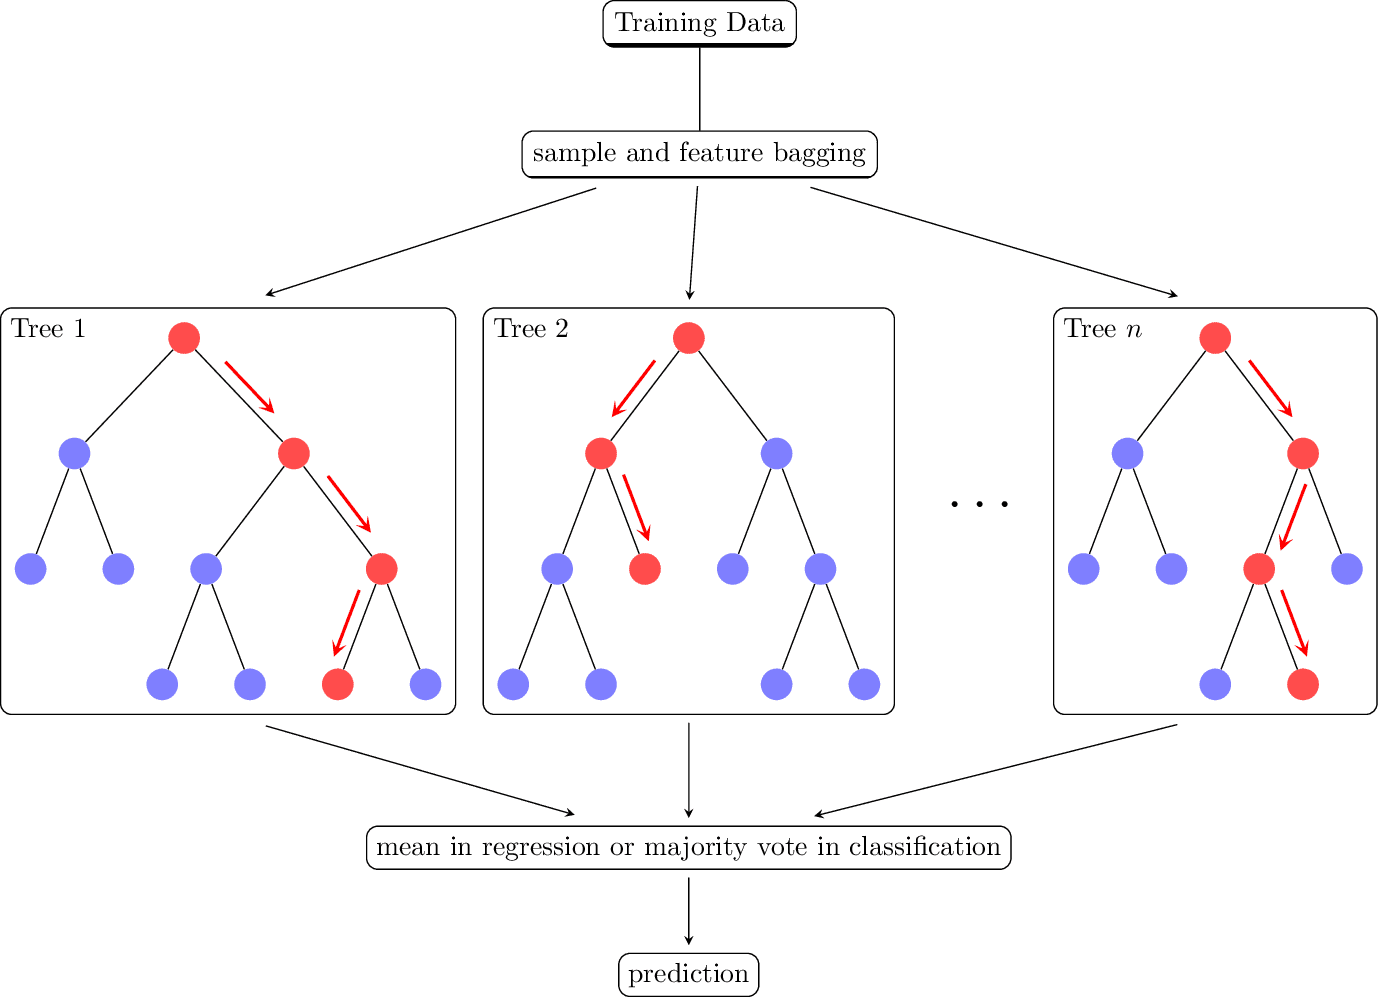 Training Data
sample and feature bagging
Tree 1
Tree 2
Tree n
. . .
mean in regression or majority vote in classification
prediction